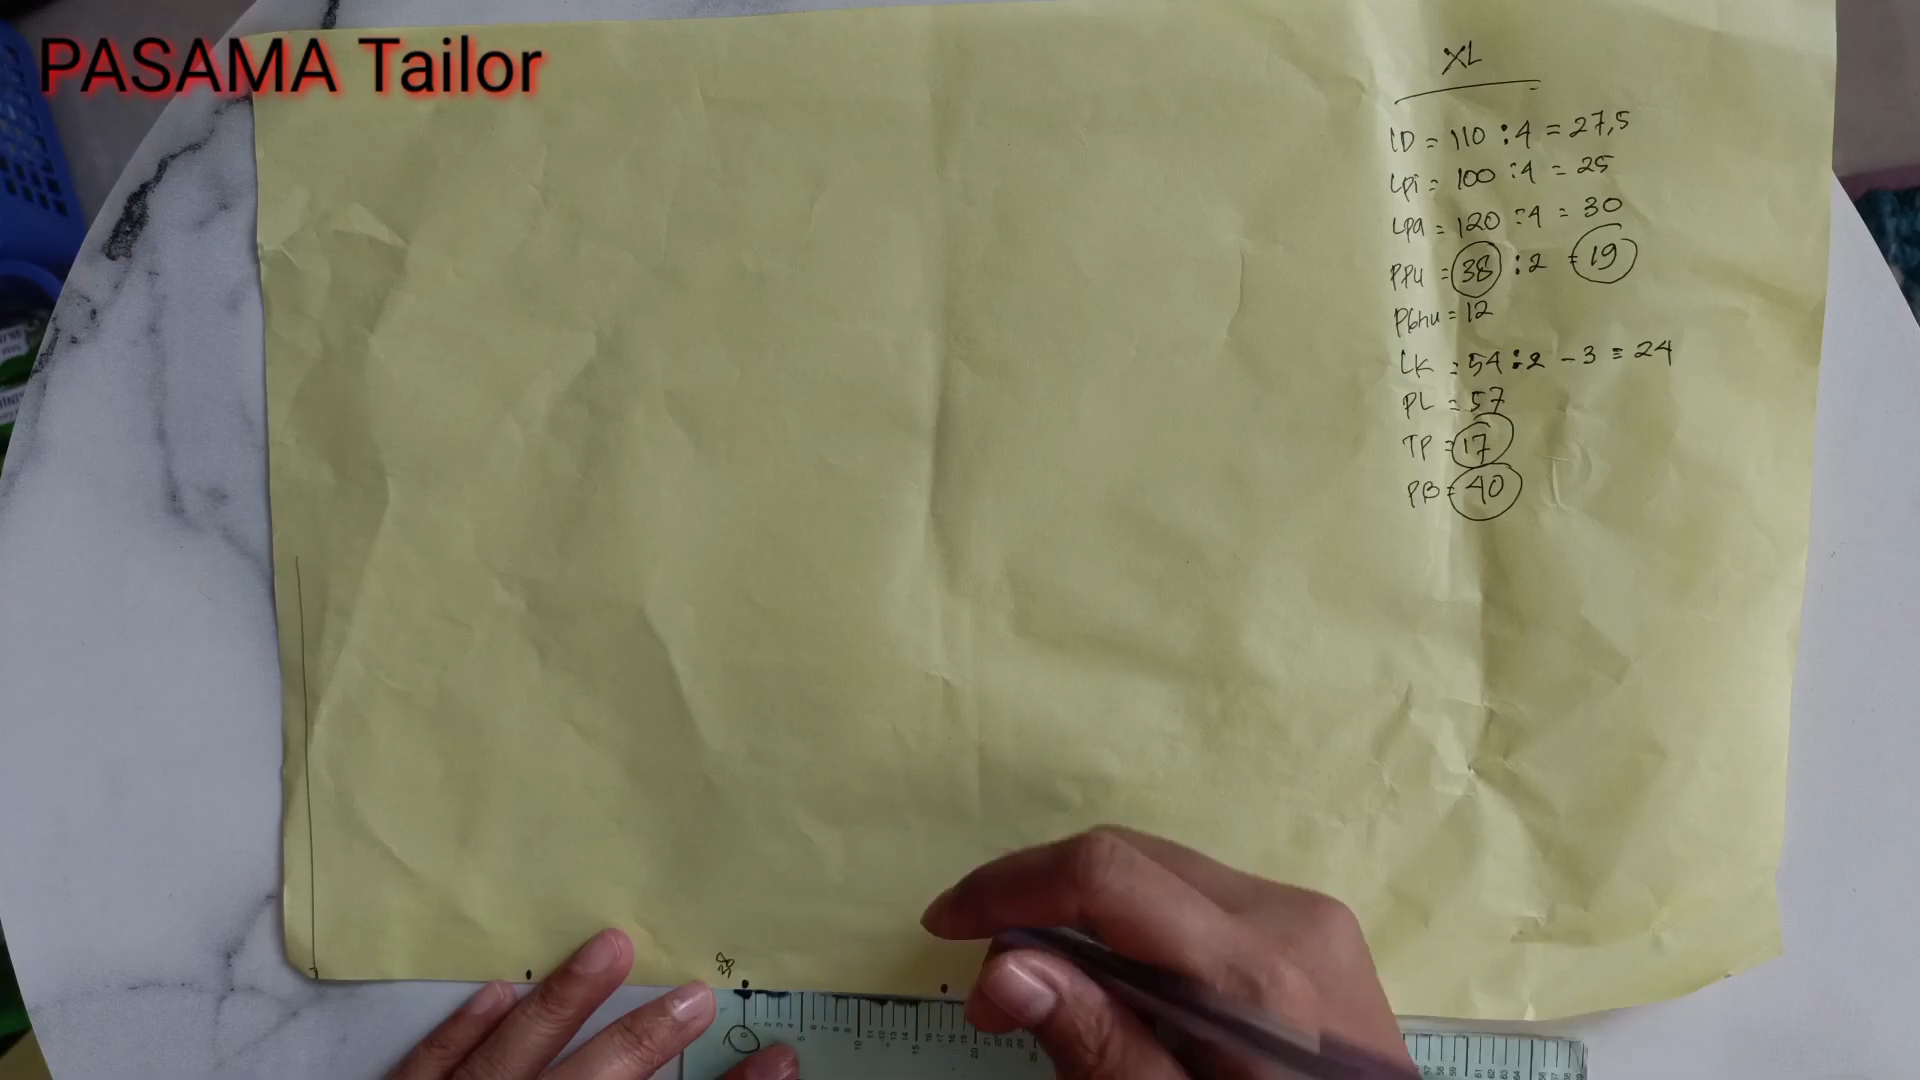 PASAMA Tailor
XL
LD = 110 : 4 = 27,5
Lpi = 100 : 4 = 25
Lpa = 120 : 4 = 30
PPu = 38 : 2 = 19
Pbhu = 12
LK = 54 : 2 - 3 = 24
PL = 57
TP = 17
PB = 40
38